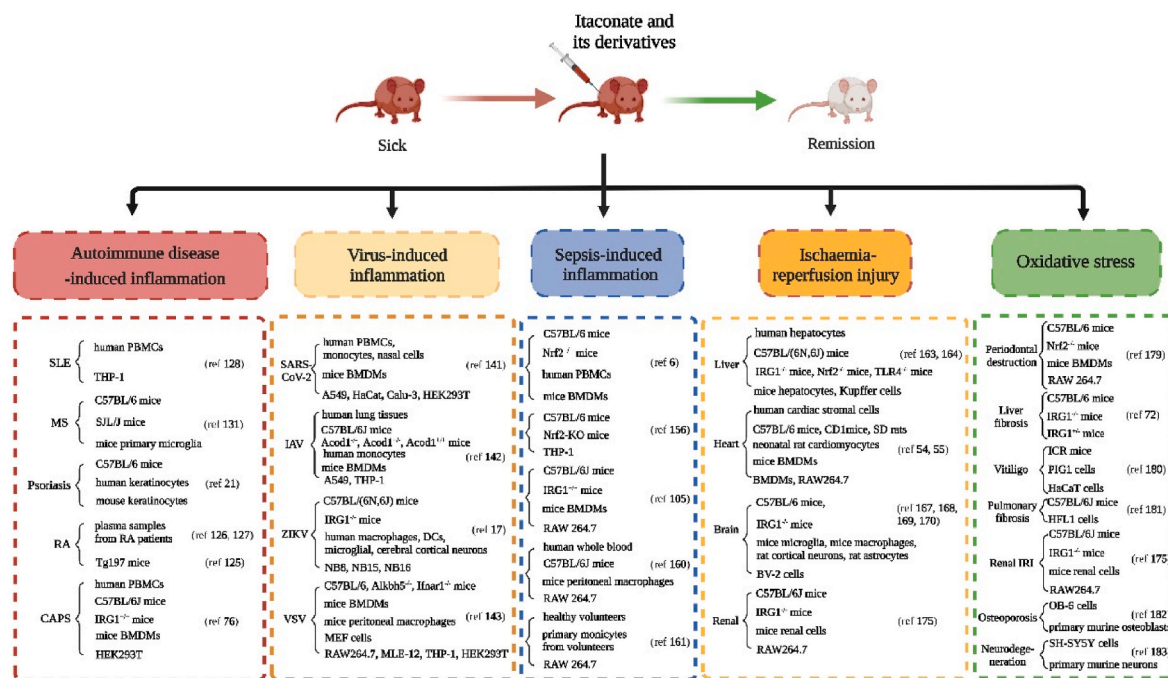 Itaconate and
its derivatives
Sick
Remission
Autoimmune disease
-induced inflammation
Virus-induced
inflammation
Sepsis-induced
inflammation
Ischaemia-
reperfusion injury
Oxidative stress
SLE
human PBMCs
THP-1
(ref 128)
MS
C57BL/6 mice
SJL/J mice
mice primary microglia
(ref 131)
Psoriasis
C57BL/6 mice
human keratinocytes
mouse keratinocytes
(ref 21)
RA
plasma samples
from RA patients
(ref 126, 127)
Tg197 mice
(ref 125)
CAPS
human PBMCs
C57BL/6J mice
IRG1⁻/⁻ mice
mice BMDMs
HEK293T
(ref 76)
SARS-
CoV-2
human PBMCs,
monocytes, nasal cells
mice BMDMs
A549, HaCat, Calu-3, HEK293T
(ref 141)
IAV
human lung tissues
C57BL/6J mice
Acod1⁺/⁻, Acod1⁻/⁻, Acod1⁺/⁺ mice
human monocytes
mice BMDMs
A549, THP-1
(ref 142)
ZIKV
C57BL/(6N,6J) mice
IRG1⁻/⁻ mice
human macrophages, DCs,
microglial, cerebral cortical neurons
NB8, NB15, NB16
(ref 17)
VSV
C57BL/6, Alkbh5⁻/⁻, Ifnar1⁻/⁻ mice
mice BMDMs
mice peritoneal macrophages
MEF cells
RAW264.7, MLE-12, THP-1, HEK293T
(ref 143)
C57BL/6 mice
Nrf2⁻/⁻ mice
human PBMCs
mice BMDMs
(ref 6)
C57BL/6 mice
Nrf2-KO mice
THP-1
(ref 156)
C57BL/6J mice
IRG1⁻/⁻ mice
mice BMDMs
RAW 264.7
(ref 105)
human whole blood
C57BL/6J mice
mice peritoneal macrophages
RAW 264.7
(ref 160)
healthy volunteers
primary monicytes
from volunteers
RAW 264.7
(ref 161)
Liver
human hepatocytes
C57BL/(6N,6J) mice
IRG1⁻/⁻ mice, Nrf2⁻/⁻ mice, TLR4⁻/⁻ mice
mice hepatocytes, Kupffer cells
(ref 163, 164)
Heart
human cardiac stromal cells
C57BL/6 mice, CD1mice, SD rats
neonatal rat cardiomyocytes
mice BMDMs
BMDMs, RAW264.7
(ref 54, 55)
Brain
C57BL/6 mice,
IRG1⁻/⁻ mice
mice microglia, mice macrophages,
rat cortical neurons, rat astrocytes
BV-2 cells
(ref 167, 168,
169, 170)
Renal
C57BL/6J mice
IRG1⁻/⁻ mice
mice renal cells
RAW264.7
(ref 175)
Periodontal
destruction
C57BL/6 mice
Nrf2⁻/⁻ mice
mice BMDMs
RAW 264.7
(ref 179)
Liver
fibrosis
C57BL/6 mice
IRG1⁻/⁻ mice
IRG1⁺/⁻ mice
(ref 72)
Vitiligo
ICR mice
PIG1 cells
HaCaT cells
(ref 180)
Pulmonary
fibrosis
C57BL/6J mice
HFL1 cells
(ref 181)
Renal IRI
C57BL/6J mice
IRG1⁻/⁻ mice
mice renal cells
RAW264.7
(ref 175)
Osteoporosis
OB-6 cells
primary murine osteoblasts
(ref 182)
Neurodege-
neration
SH-SY5Y cells
primary murine neurons
(ref 183)